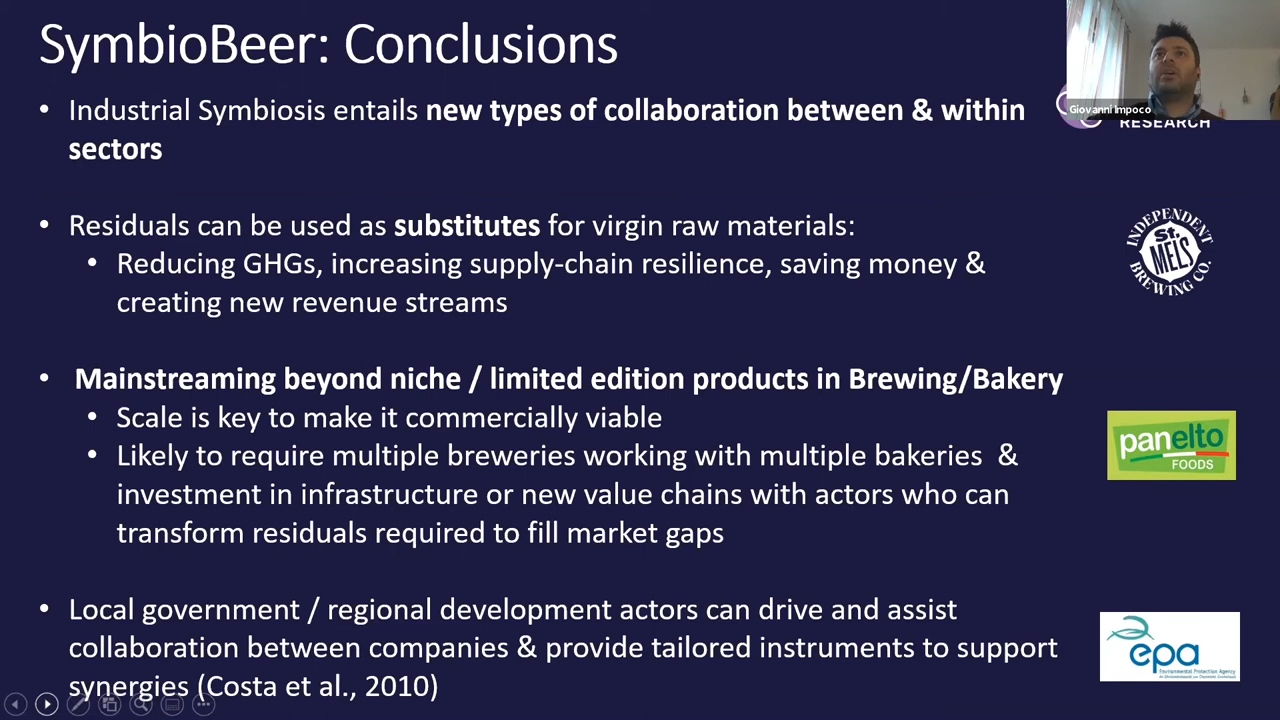 SymbioBeer: Conclusions
• Industrial Symbiosis entails new types of collaboration between & within
sectors
• Residuals can be used as substitutes for virgin raw materials:
• Reducing GHGs, increasing supply-chain resilience, saving money &
creating new revenue streams
• Mainstreaming beyond niche / limited edition products in Brewing/Bakery
• Scale is key to make it commercially viable
• Likely to require multiple breweries working with multiple bakeries &
investment in infrastructure or new value chains with actors who can
transform residuals required to fill market gaps
• Local government / regional development actors can drive and assist
collaboration between companies & provide tailored instruments to support
synergies (Costa et al., 2010)
Giovanni Impoco
RESEARCH
INDEPENDENT
St.
MELS
BREWING CO.
panelto
FOODS
epa
Environmental Protection Agency